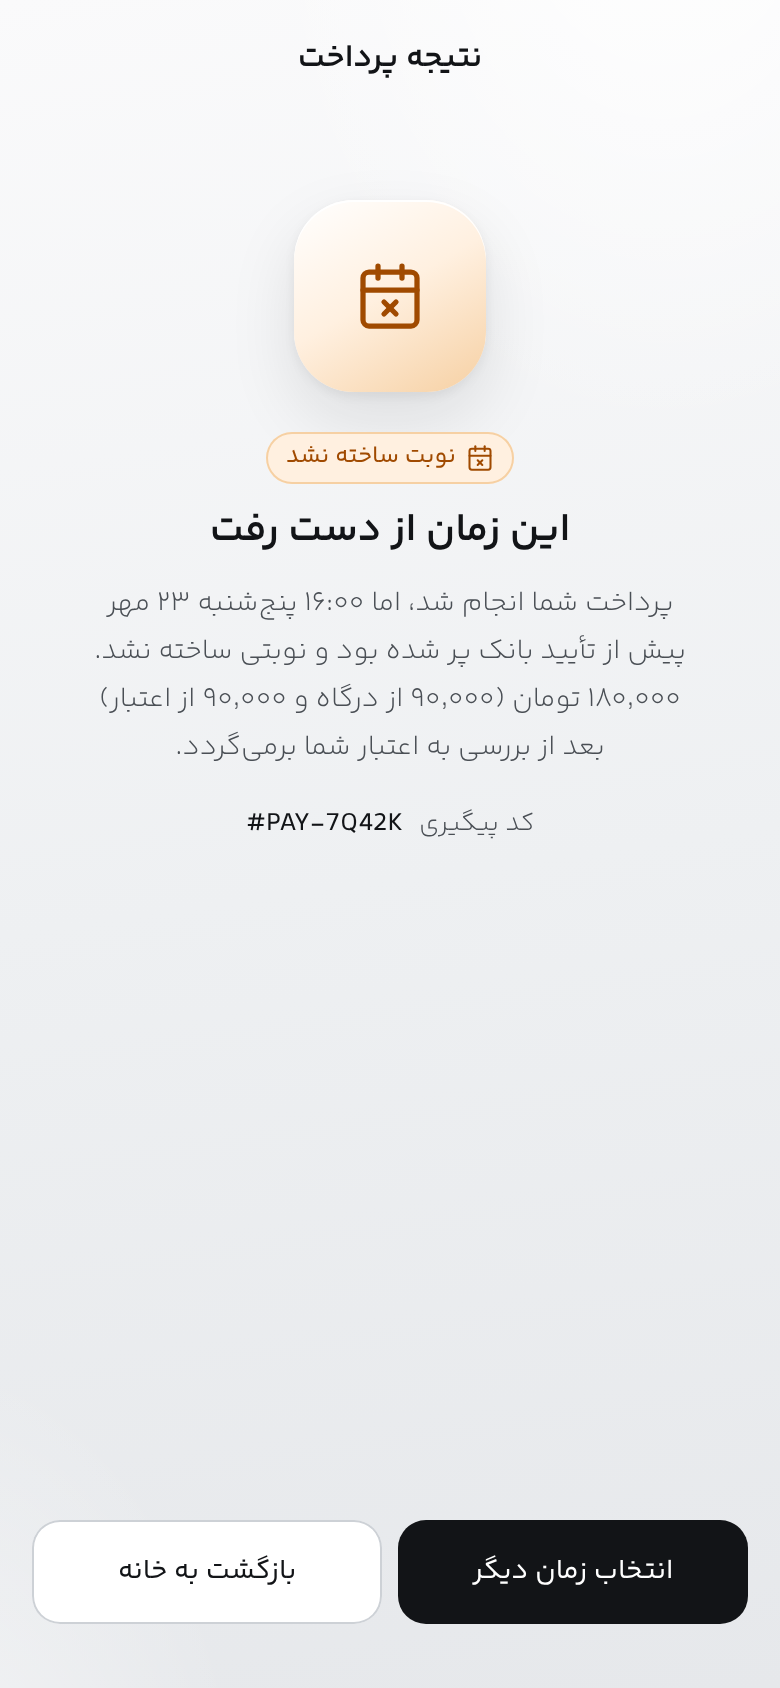 نتیجه پرداخت
نوبت ساخته نشد
این زمان از دست رفت
پرداخت شما انجام شد، اما ۱۶:۰۰ پنج‌شنبه ۲۳ مهر
پیش از تأیید بانک پر شده بود و نوبتی ساخته نشد.
۱۸۰,۰۰۰ تومان (۹۰,۰۰۰ از درگاه و ۹۰,۰۰۰ از اعتبار)
بعد از بررسی به اعتبار شما برمی‌گردد.
کد پیگیری #PAY-7Q42K
انتخاب زمان دیگر
بازگشت به خانه